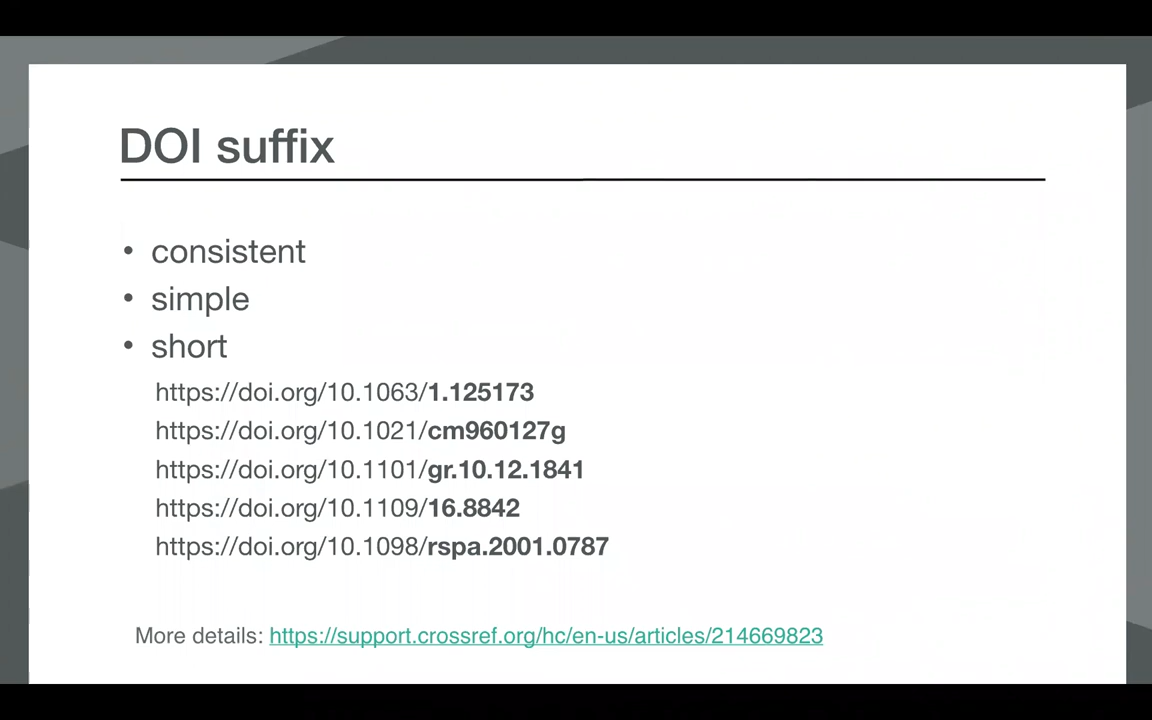 DOI suffix
• consistent
• simple
• short
https://doi.org/10.1063/1.125173
https://doi.org/10.1021/cm960127g
https://doi.org/10.1101/gr.10.12.1841
https://doi.org/10.1109/16.8842
https://doi.org/10.1098/rspa.2001.0787
More details: https://support.crossref.org/hc/en-us/articles/214669823